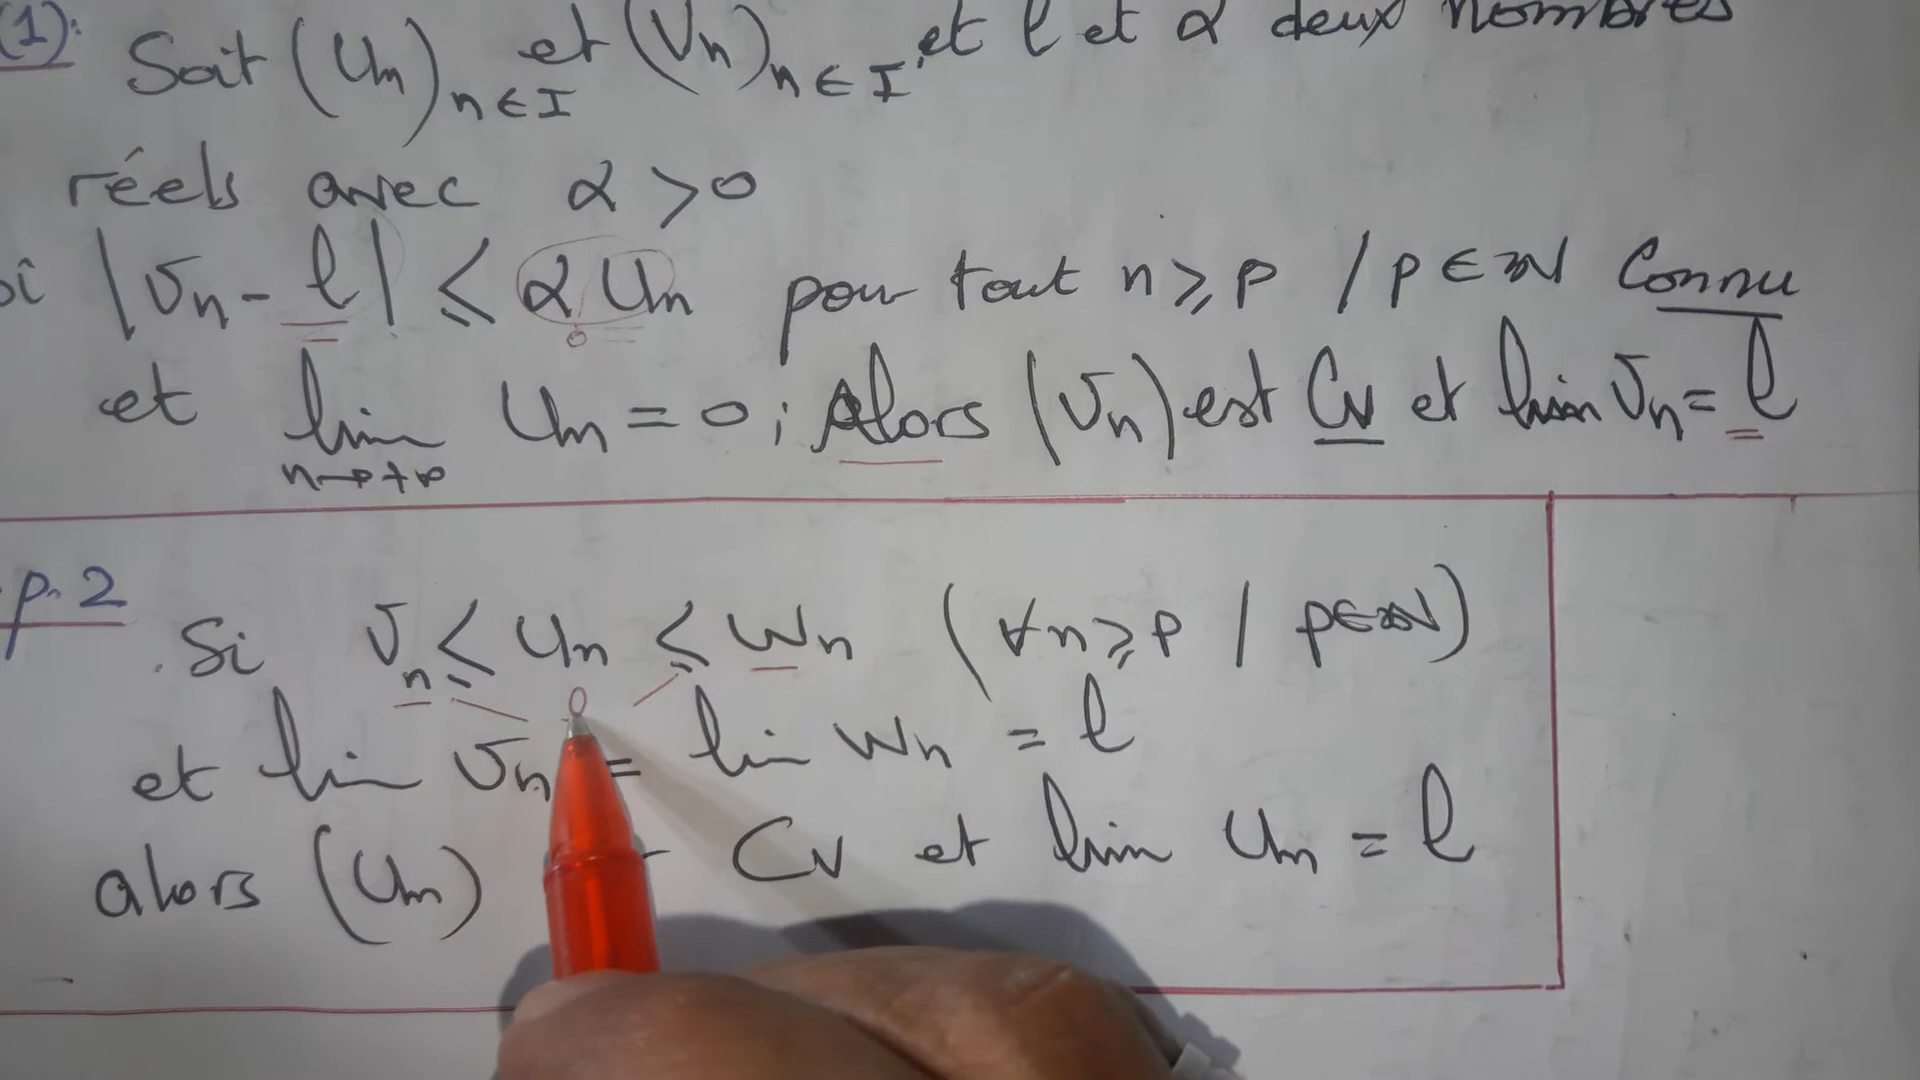 (1): Soit (Un)n∈I et (Vn)n∈I, et l et α deux nombres
réels avec α > 0
si |Vn - l| ≤ α Un pour tout n ≥ p / p ∈ IN Connu
et lim n→+∞ Un = 0 ; Alors (Vn) est Cv et lim Vn = l
p.2
Si Vn ≤ Un ≤ Wn (∀n ≥ p / p ∈ IN)
et lim Vn = lim Wn = l
alors (Un) Cv et lim Un = l